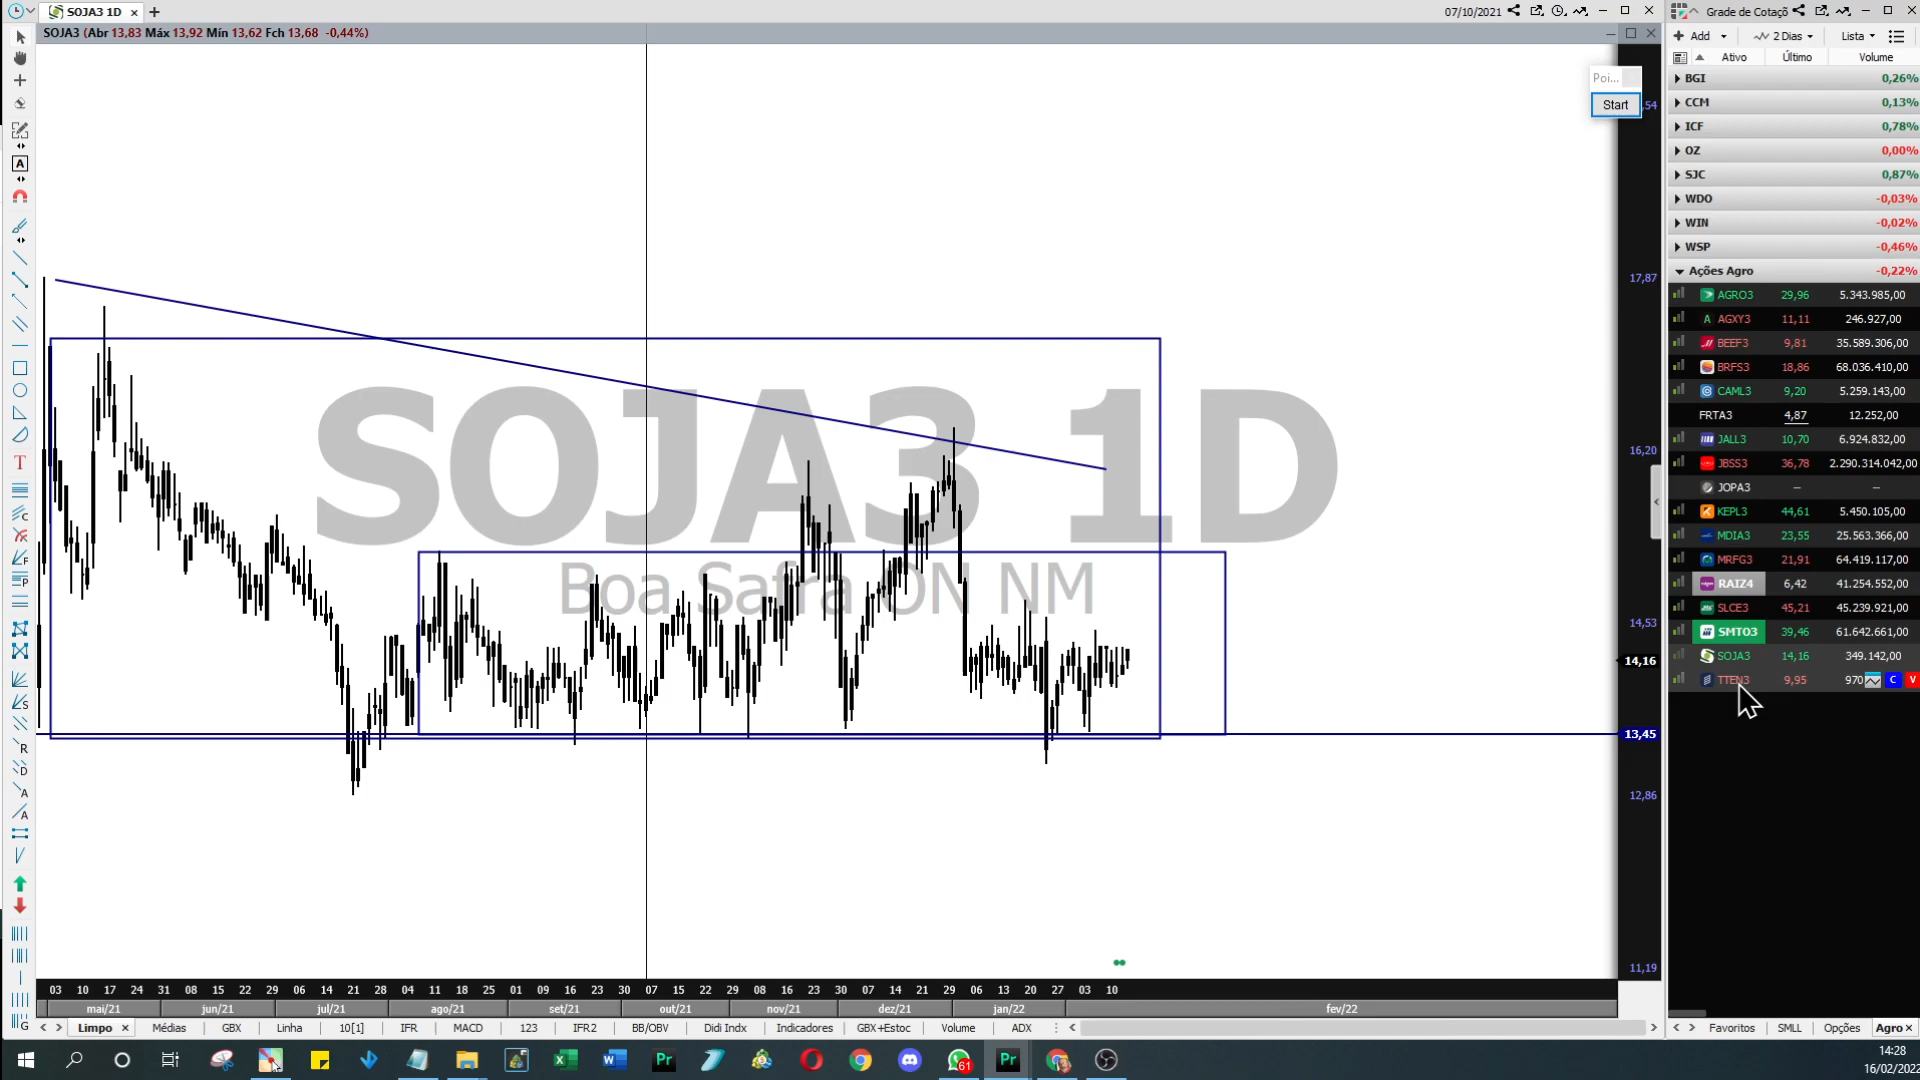 SOJA3 1D
07/10/2021
Grade de Cotaçõ
SOJA3 (Abr 13,83 Máx 13,92 Mín 13,62 Fch 13,68 -0,44%)
Add
2 Dias
Lista
Ativo Último Volume
Poi...
Start
BGI 0,26%
CCM 0,13%
ICF 0,78%
OZ 0,00%
SJC 0,87%
WDO -0,03%
WIN -0,02%
WSP -0,46%
Ações Agro -0,22%
AGRO3 29,96 5.343.985,00
AGXY3 11,11 246.927,00
BEEF3 9,81 35.589.306,00
BRFS3 18,86 68.036.410,00
CAML3 9,20 5.259.143,00
FRTA3 4,87 12.252,00
JALL3 10,70 6.924.832,00
JBSS3 36,78 2.290.314.042,00
JOPA3 – –
KEPL3 44,61 5.450.105,00
MDIA3 23,55 25.563.366,00
MRFG3 21,91 64.419.117,00
RAIZ4 6,42 41.254.552,00
SLCE3 45,21 45.239.921,00
SMTO3 39,46 61.642.661,00
SOJA3 14,16 349.142,00
TTEN3 9,95 970 C V
SOJA3 1D
Boa Safra ON NM
,54
17,87
16,20
14,53
14,16
13,45
12,86
11,19
03 10 17 24 31 08 15 22 29 06 14 21 28 04 11 18 25 01 09 16 23 30 07 15 22 29 08 16 23 30 07 14 21 29 06 13 20 27 03 10
mai/21 jun/21 jul/21 ago/21 set/21 out/21 nov/21 dez/21 jan/22 fev/22
Limpo Médias GBX Linha 10[1] IFR MACD 123 IFR2 BB/OBV Didi Indx Indicadores GBX+Estoc Volume ADX
Favoritos SMLL Opções Agro
61
14:28
16/02/2022